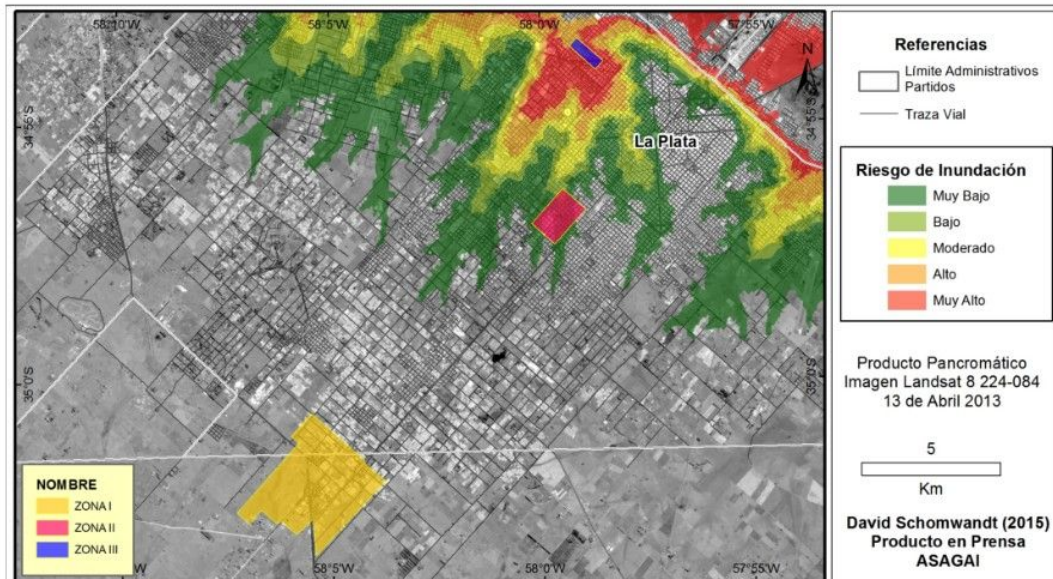 58°10'W
58°5'W
58°0'W
57°55'W
N
34°55'S
34°55'S
La Plata
35°0'S
35°0'S
NOMBRE
ZONA I
ZONA II
ZONA III
58°10'W
58°5'W
58°0'W
57°55'W
Referencias
Límite Administrativos
Partidos
Traza Vial
Riesgo de Inundación
Muy Bajo
Bajo
Moderado
Alto
Muy Alto
Producto Pancromático
Imagen Landsat 8 224-084
13 de Abril 2013
5
Km
David Schomwandt (2015)
Producto en Prensa
ASAGAI